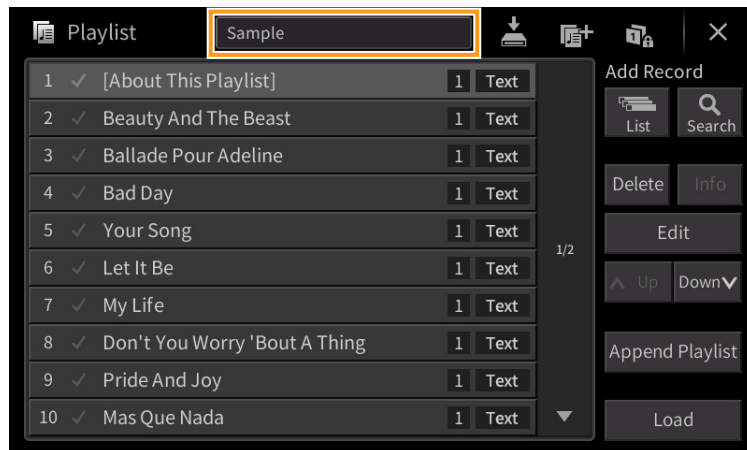 Playlist Sample
1 [About This Playlist] 1 Text
2 Beauty And The Beast 1 Text
3 Ballade Pour Adeline 1 Text
4 Bad Day 1 Text
5 Your Song 1 Text
6 Let It Be 1 Text
7 My Life 1 Text
8 Don't You Worry 'Bout A Thing 1 Text
9 Pride And Joy 1 Text
10 Mas Que Nada 1 Text
1/2
Add Record
List Search
Delete Info
Edit
Up Down
Append Playlist
Load